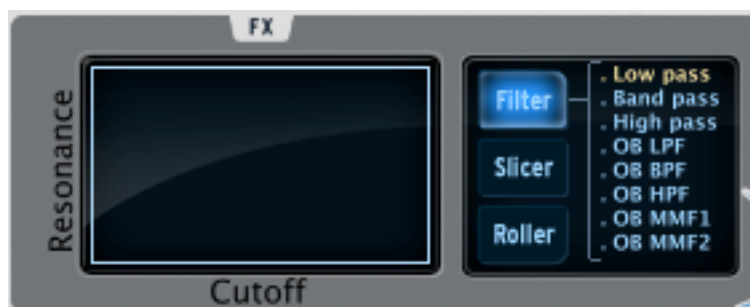 FX
Resonance
Cutoff
Filter
Slicer
Roller
. Low pass
. Band pass
. High pass
. OB LPF
. OB BPF
. OB HPF
. OB MMF1
. OB MMF2